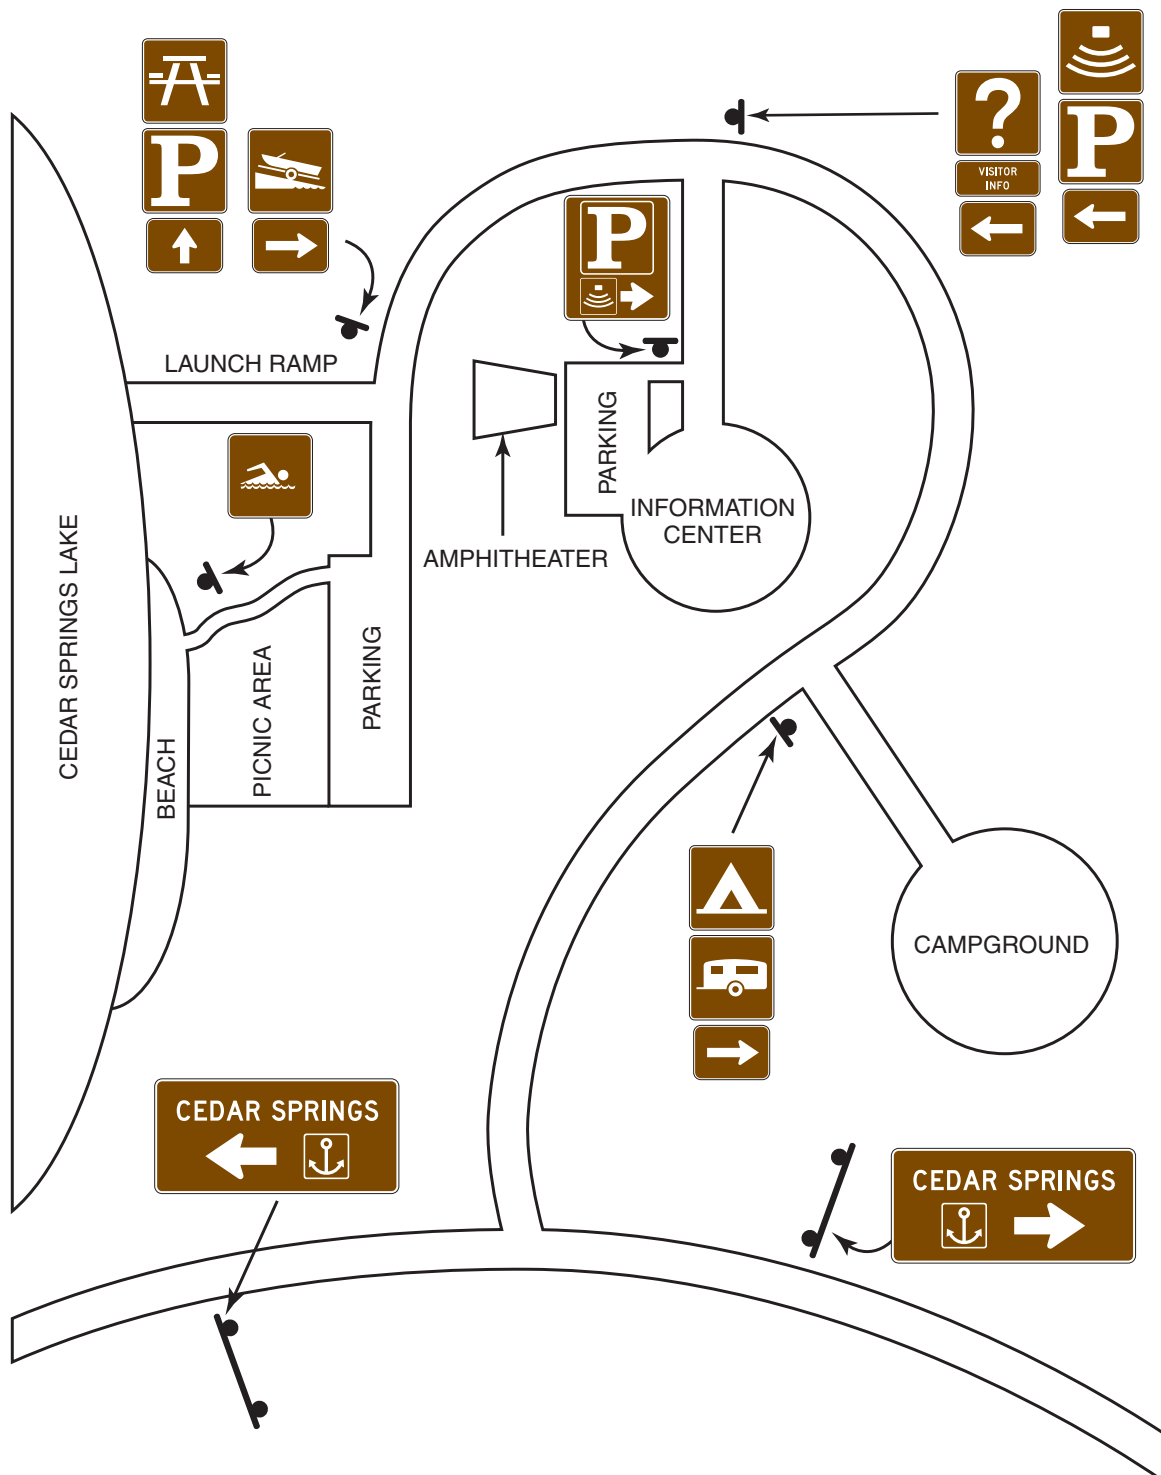 ?
VISITOR
INFO
P
P
P
LAUNCH RAMP
PARKING
AMPHITHEATER
INFORMATION
CENTER
CEDAR SPRINGS LAKE
BEACH
PICNIC AREA
PARKING
CAMPGROUND
CEDAR SPRINGS
CEDAR SPRINGS